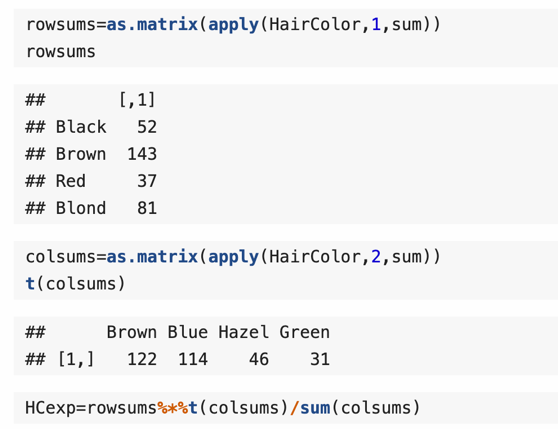 rowsums=as.matrix(apply(HairColor,1,sum))
rowsums
##       [,1]
## Black   52
## Brown  143
## Red     37
## Blond   81
colsums=as.matrix(apply(HairColor,2,sum))
t(colsums)
##      Brown Blue Hazel Green
## [1,]   122  114    46    31
HCexp=rowsums%*%t(colsums)/sum(colsums)